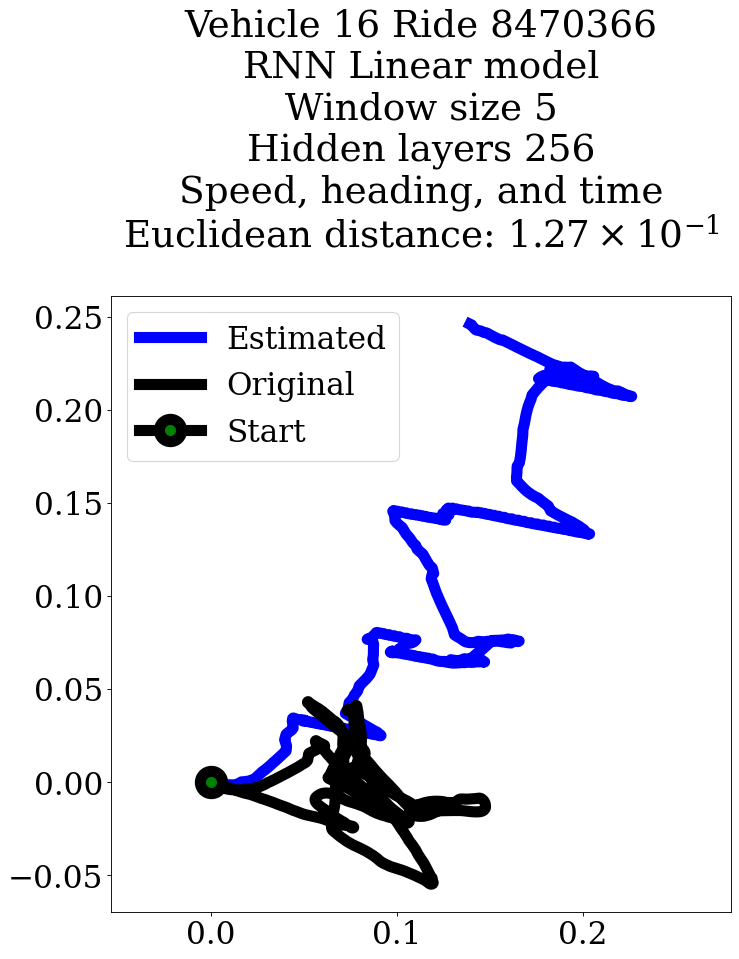 Vehicle 16 Ride 8470366
RNN Linear model
Window size 5
Hidden layers 256
Speed, heading, and time
Euclidean distance: 1.27 × 10⁻¹
Estimated
Original
Start
0.25
0.20
0.15
0.10
0.05
0.00
−0.05
0.0
0.1
0.2